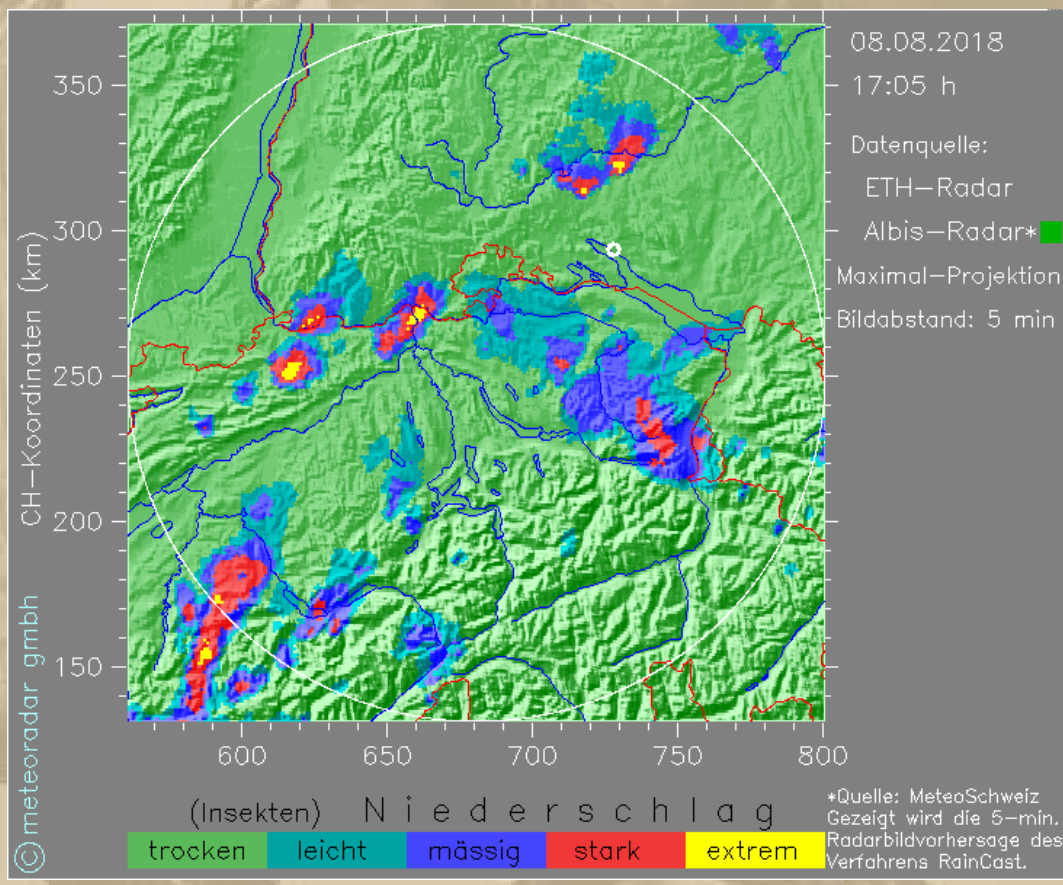 08.08.2018
17:05 h
Datenquelle:
ETH-Radar
Albis-Radar*
Maximal-Projektion
Bildabstand: 5 min
CH-Koordinaten (km)
350
300
250
200
150
600 650 700 750 800
© meteoradar gmbh
(Insekten) Niederschlag
trocken leicht mässig stark extrem
*Quelle: MeteoSchweiz
Gezeigt wird die 5-min.
Radarbildvorhersage des
Verfahrens RainCast.